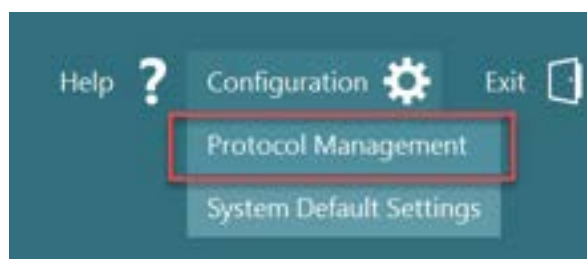 Help ? Configuration Exit
Protocol Management
System Default Settings